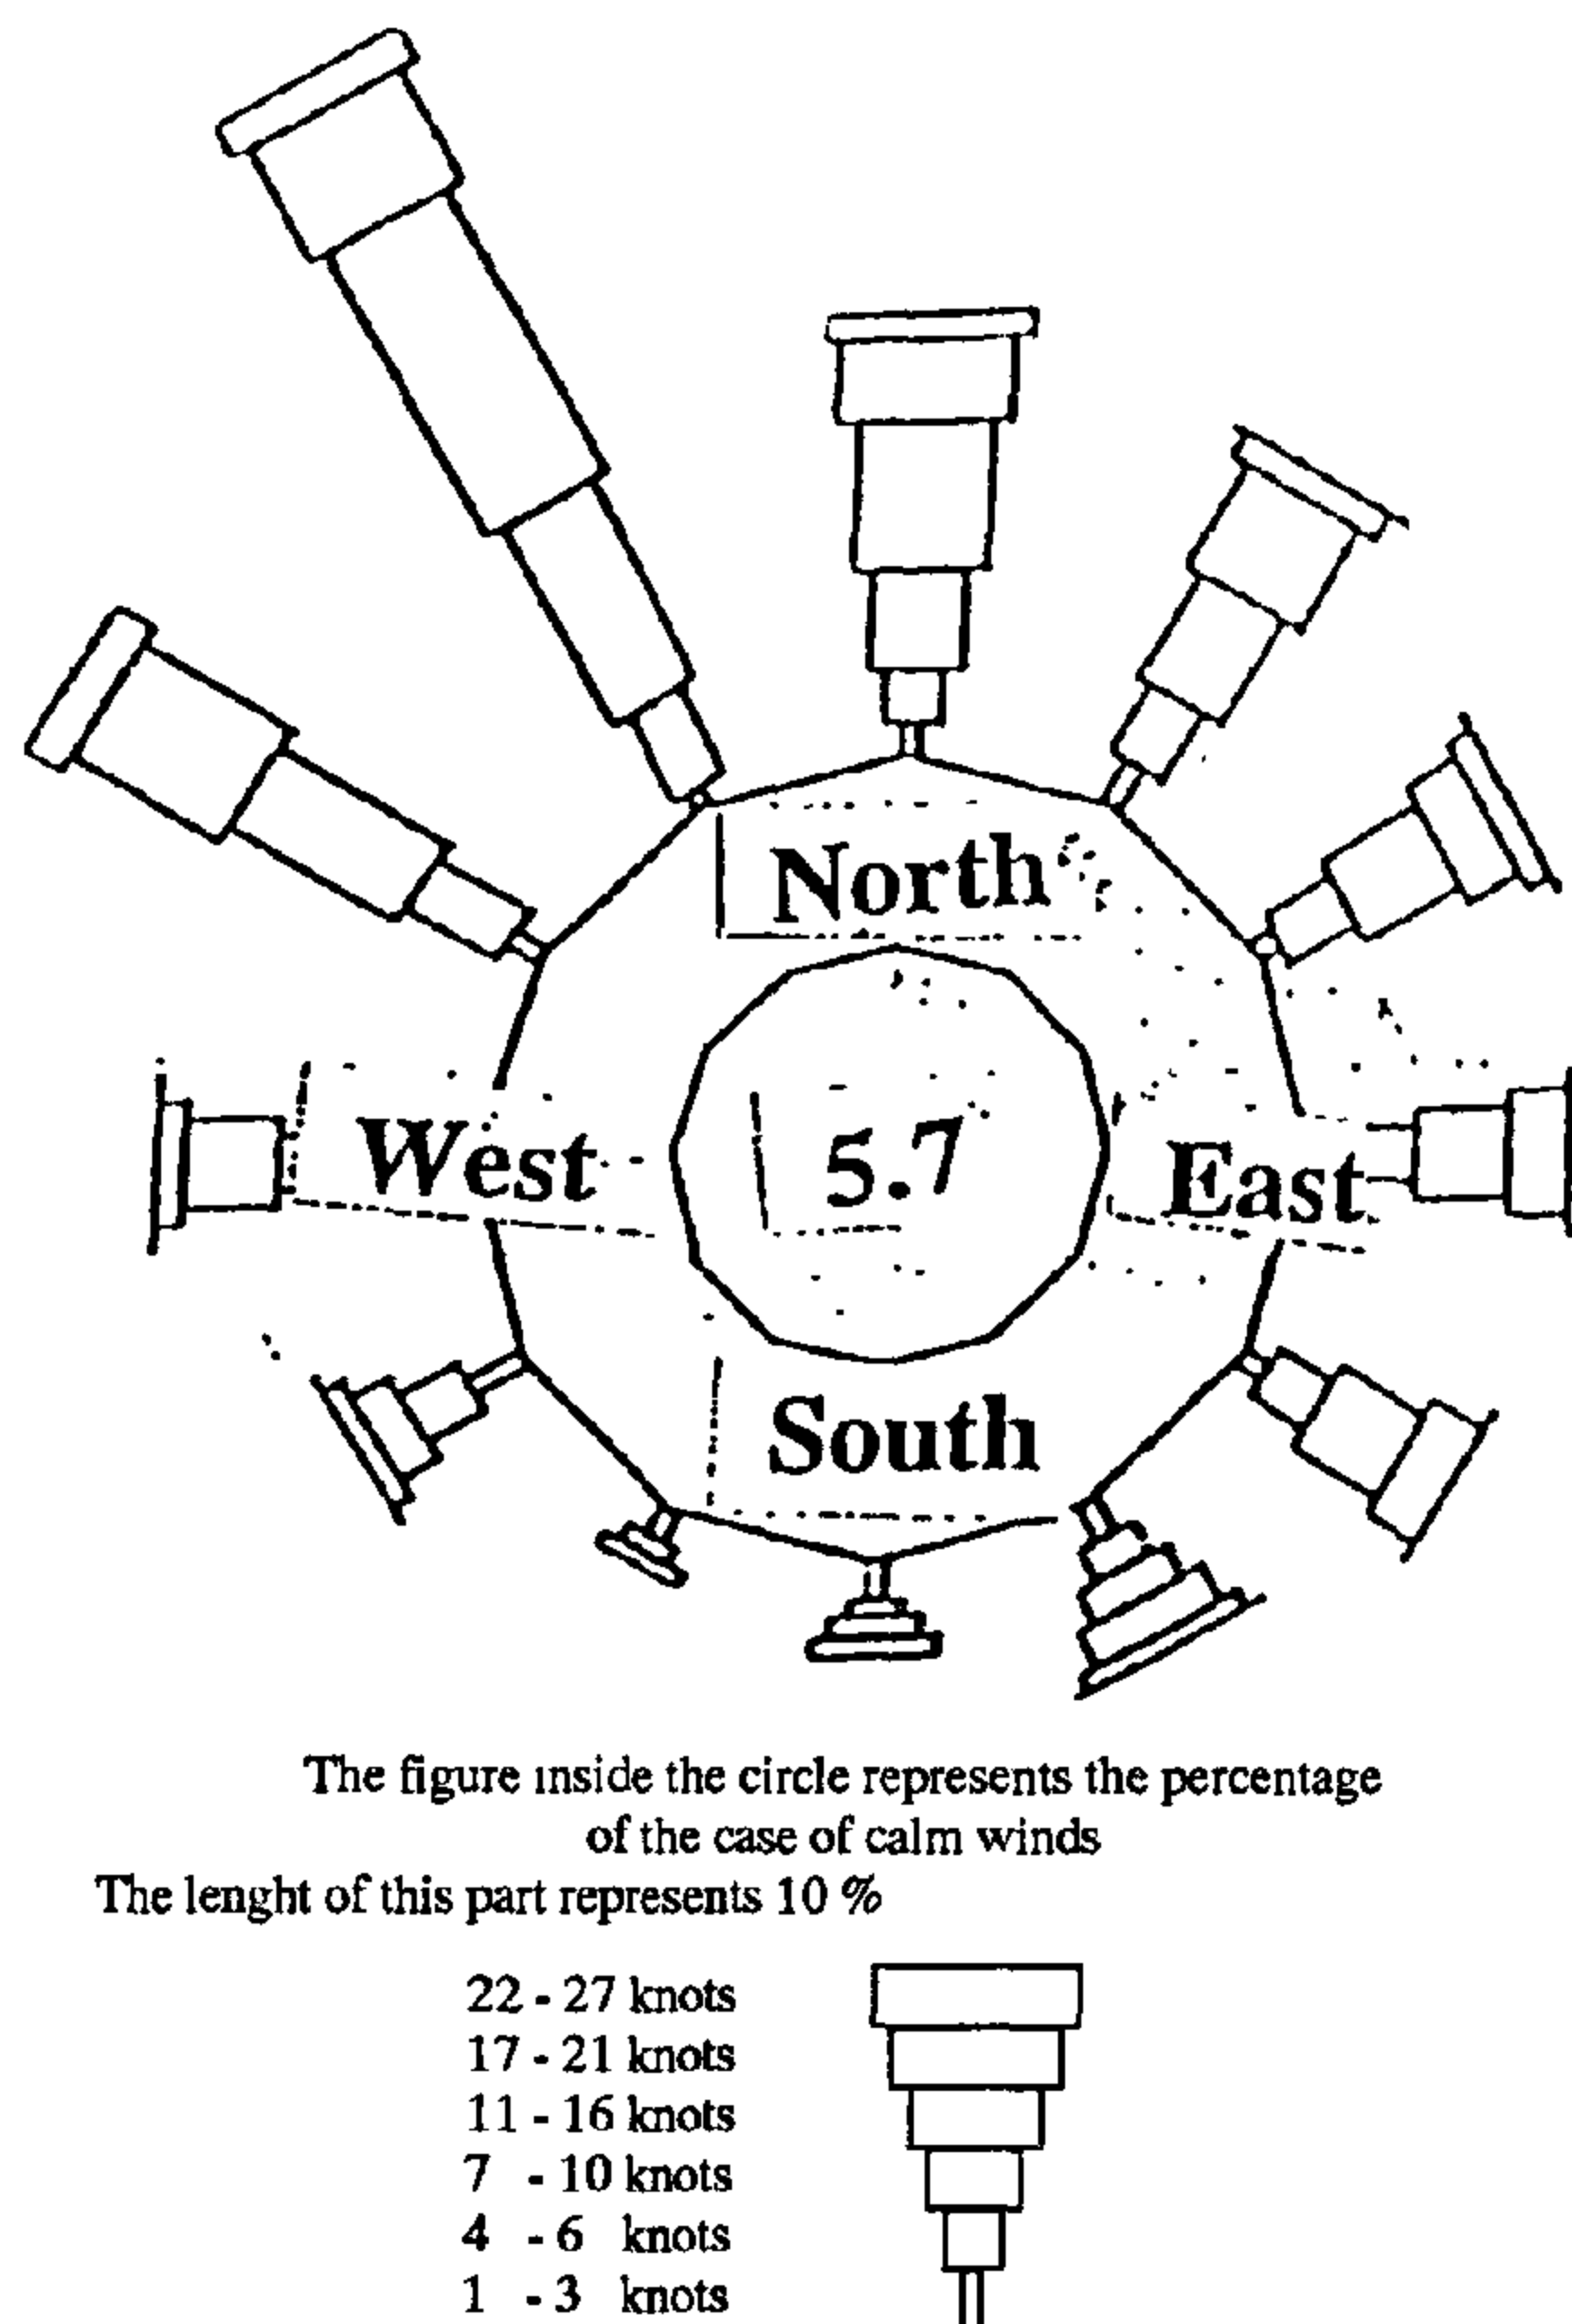 North
West
5.7
East
South
The figure inside the circle represents the percentage
of the case of calm winds
The lenght of this part represents 10 %
22 - 27 knots
17 - 21 knots
11 - 16 knots
7 - 10 knots
4 - 6 knots
1 - 3 knots